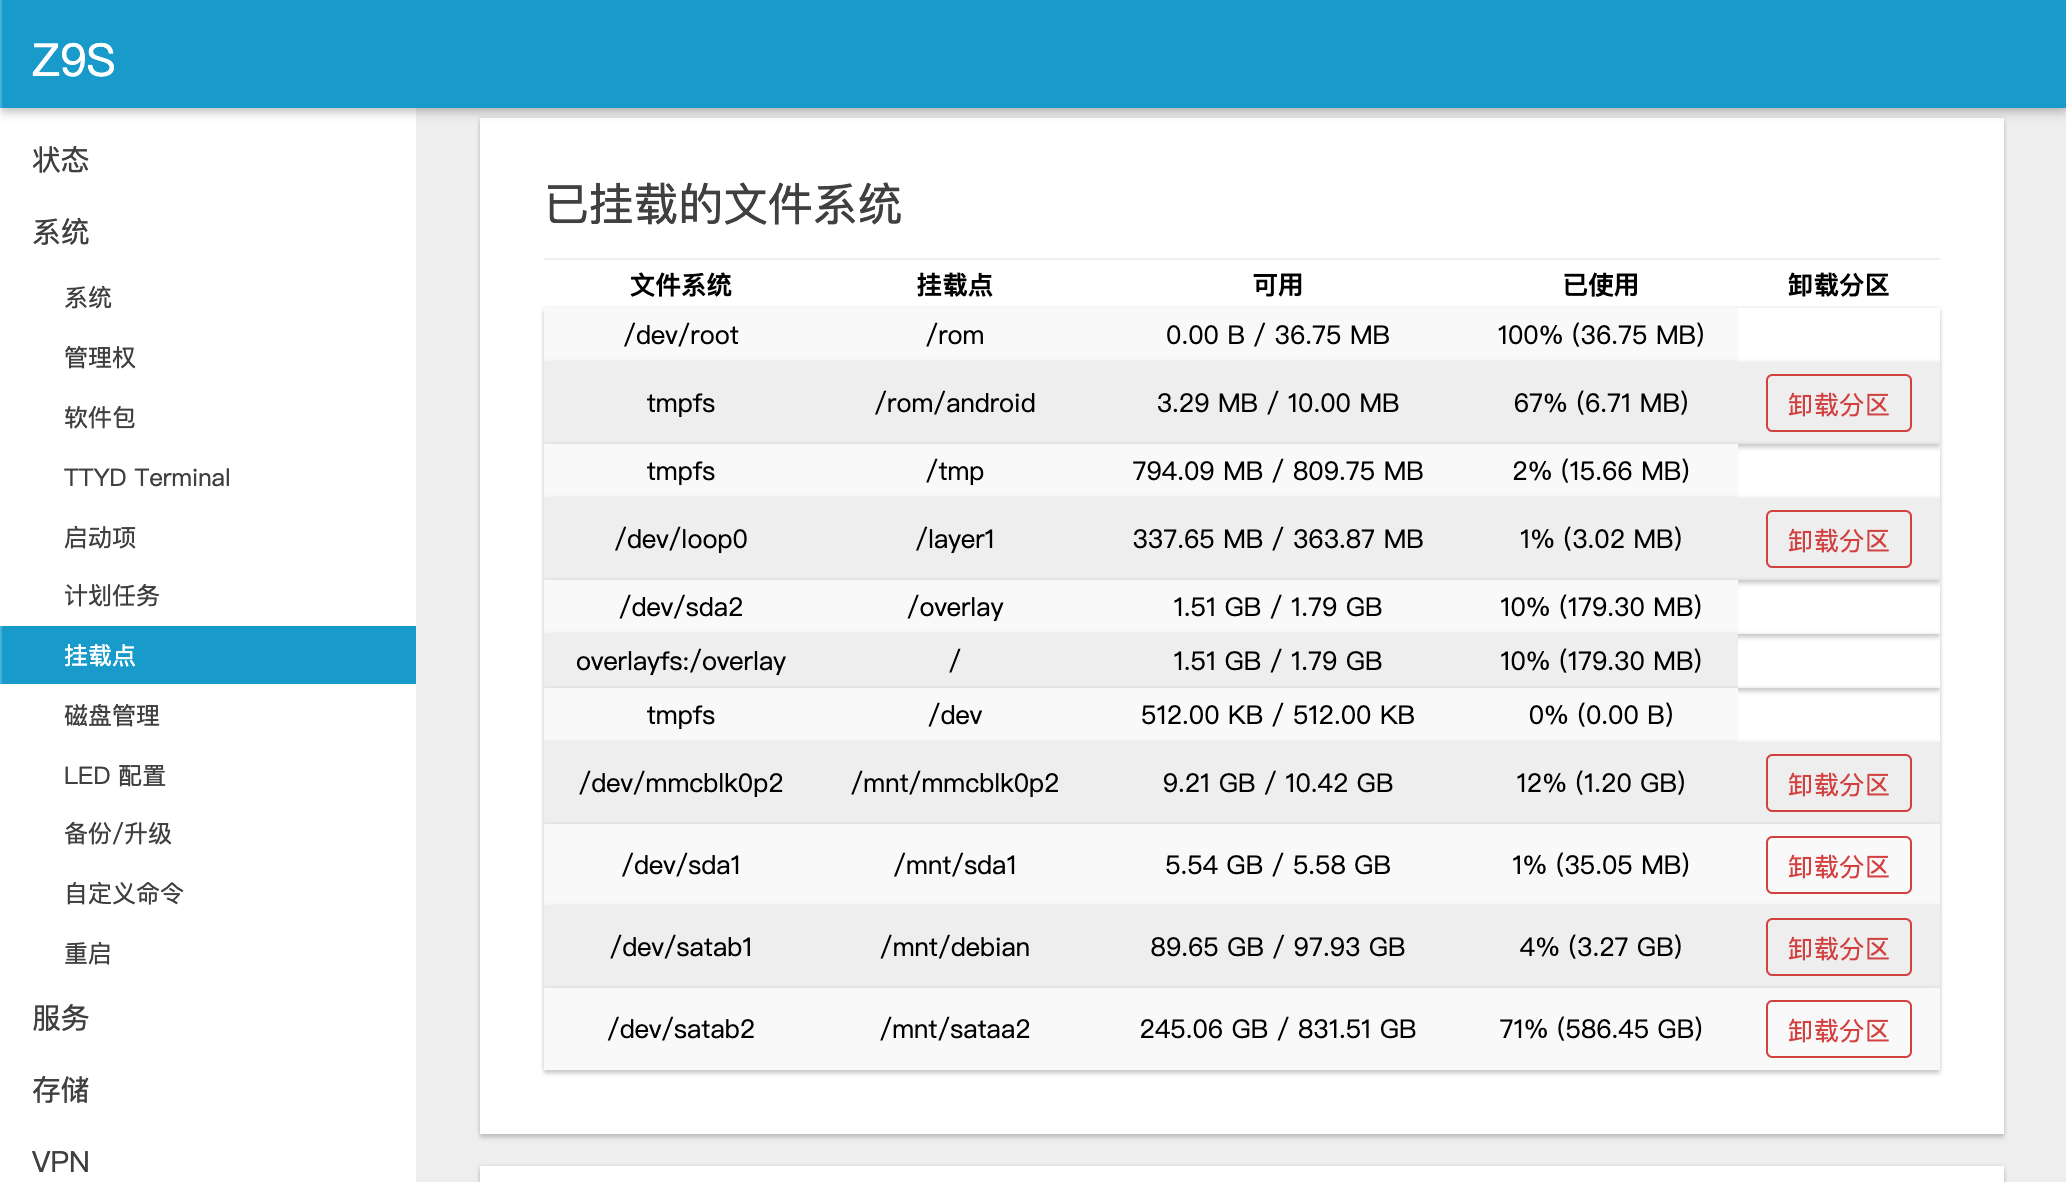 Z9S
状态
系统
系统
管理权
软件包
TTYD Terminal
启动项
计划任务
挂载点
磁盘管理
LED 配置
备份/升级
自定义命令
重启
服务
存储
VPN
已挂载的文件系统
文件系统 挂载点 可用 已使用 卸载分区
/dev/root /rom 0.00 B / 36.75 MB 100% (36.75 MB)
tmpfs /rom/android 3.29 MB / 10.00 MB 67% (6.71 MB) 卸载分区
tmpfs /tmp 794.09 MB / 809.75 MB 2% (15.66 MB)
/dev/loop0 /layer1 337.65 MB / 363.87 MB 1% (3.02 MB) 卸载分区
/dev/sda2 /overlay 1.51 GB / 1.79 GB 10% (179.30 MB)
overlayfs:/overlay / 1.51 GB / 1.79 GB 10% (179.30 MB)
tmpfs /dev 512.00 KB / 512.00 KB 0% (0.00 B)
/dev/mmcblk0p2 /mnt/mmcblk0p2 9.21 GB / 10.42 GB 12% (1.20 GB) 卸载分区
/dev/sda1 /mnt/sda1 5.54 GB / 5.58 GB 1% (35.05 MB) 卸载分区
/dev/satab1 /mnt/debian 89.65 GB / 97.93 GB 4% (3.27 GB) 卸载分区
/dev/satab2 /mnt/sataa2 245.06 GB / 831.51 GB 71% (586.45 GB) 卸载分区